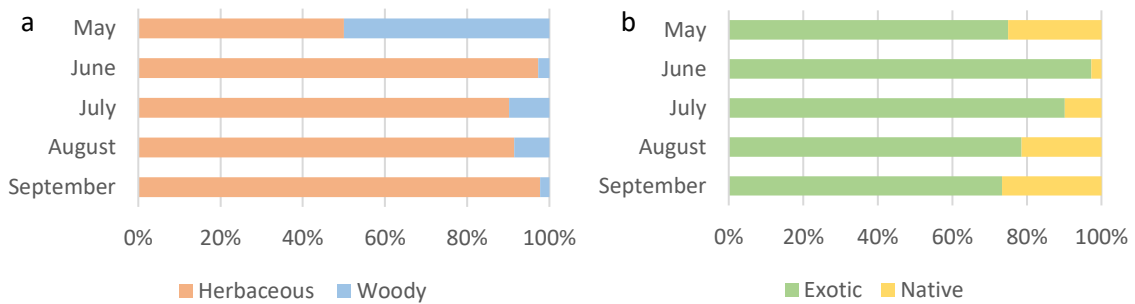 a
May
June
July
August
September
0% 20% 40% 60% 80% 100%
Herbaceous Woody
b
May
June
July
August
September
0% 20% 40% 60% 80% 100%
Exotic Native